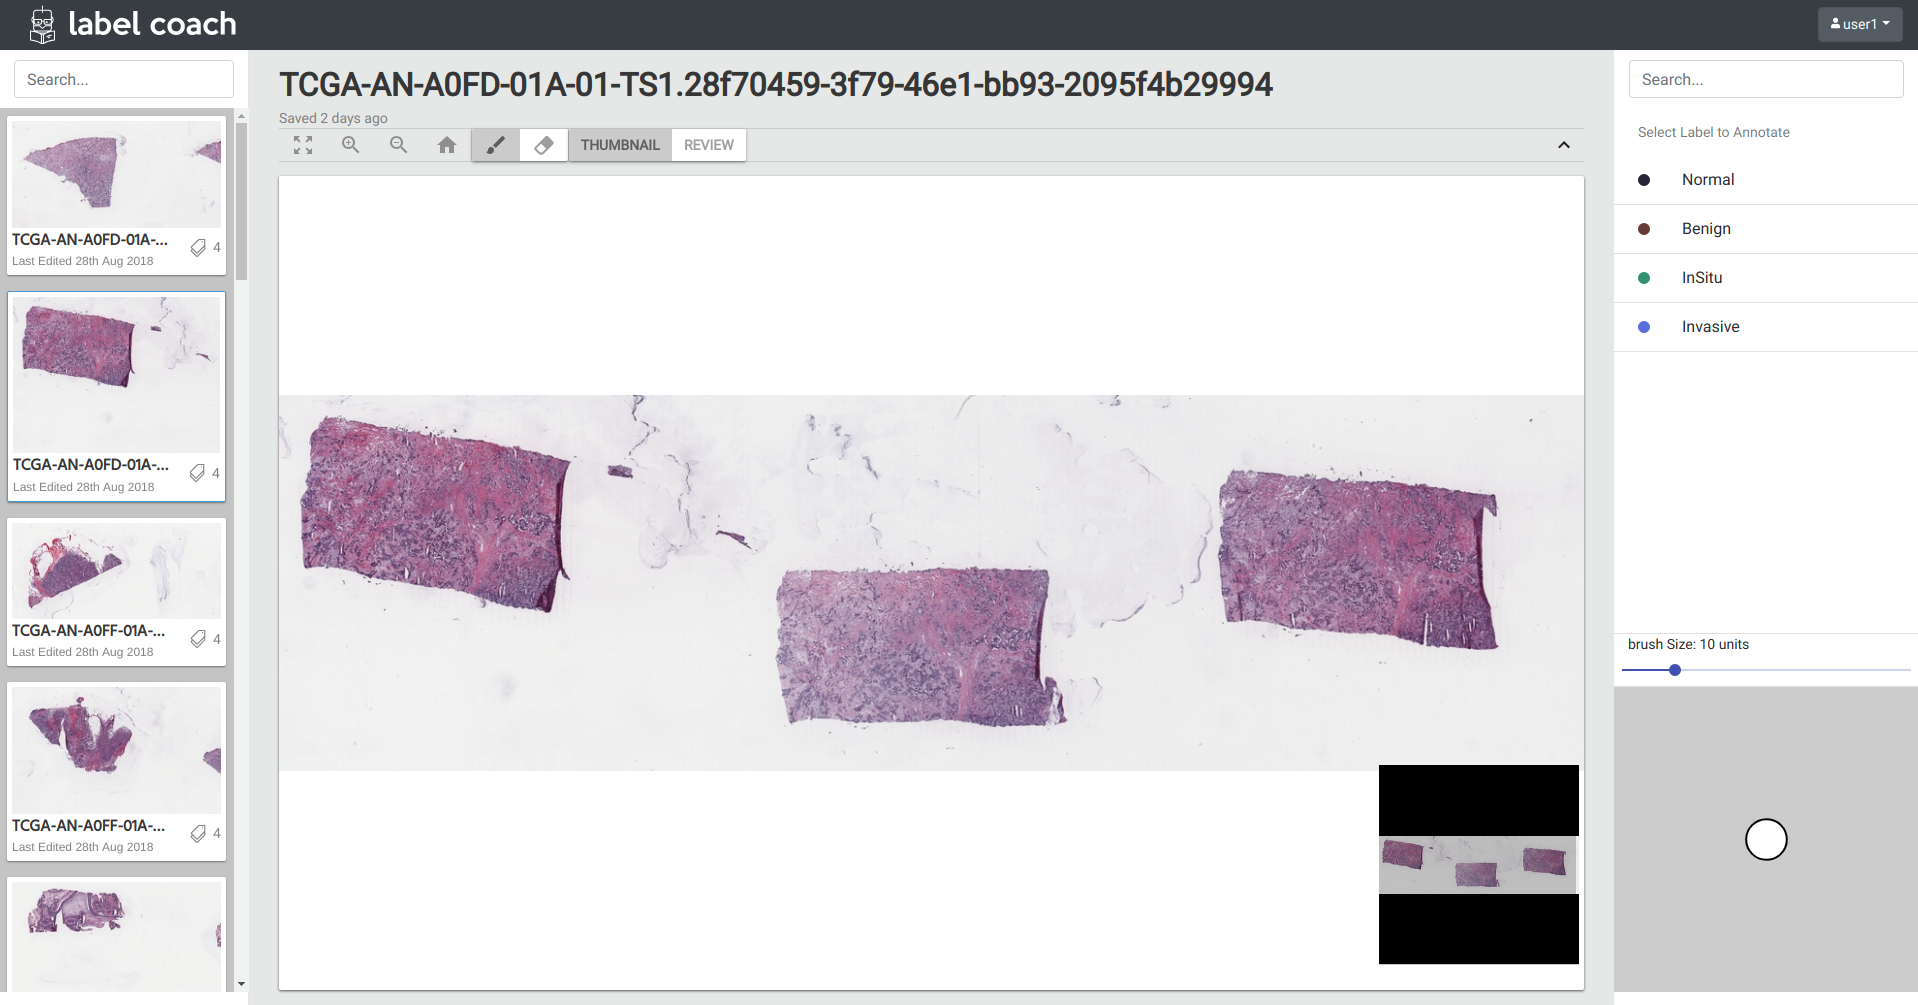 label coach
user1
Search...
TCGA-AN-A0FD-01A-...
4
Last Edited 28th Aug 2018
TCGA-AN-A0FD-01A-...
4
Last Edited 28th Aug 2018
TCGA-AN-A0FF-01A-...
4
Last Edited 28th Aug 2018
TCGA-AN-A0FF-01A-...
4
Last Edited 28th Aug 2018
TCGA-AN-A0FD-01A-01-TS1.28f70459-3f79-46e1-bb93-2095f4b29994
Saved 2 days ago
THUMBNAIL REVIEW
Search...
Select Label to Annotate
Normal
Benign
InSitu
Invasive
brush Size: 10 units